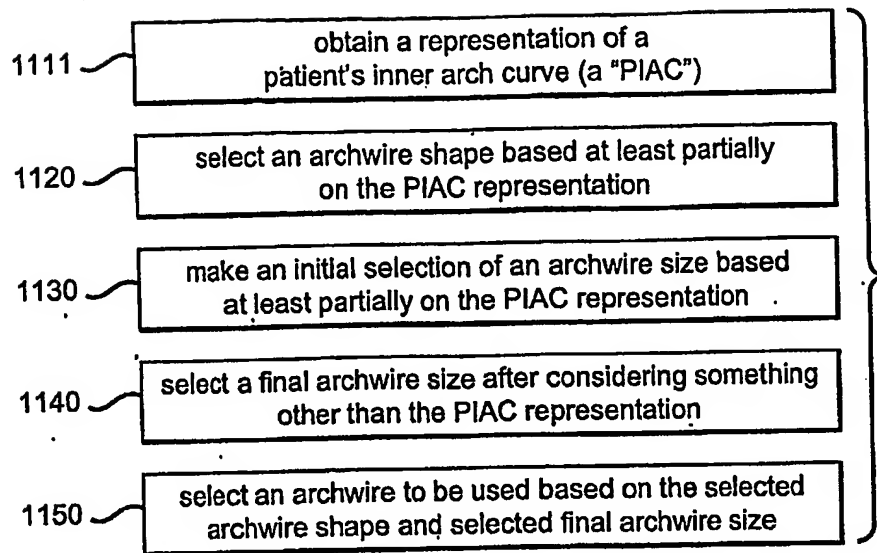 1111
obtain a representation of a
patient's inner arch curve (a "PIAC")
1120
select an archwire shape based at least partially
on the PIAC representation
1130
make an initial selection of an archwire size based
at least partially on the PIAC representation
1140
select a final archwire size after considering something
other than the PIAC representation
1150
select an archwire to be used based on the selected
archwire shape and selected final archwire size